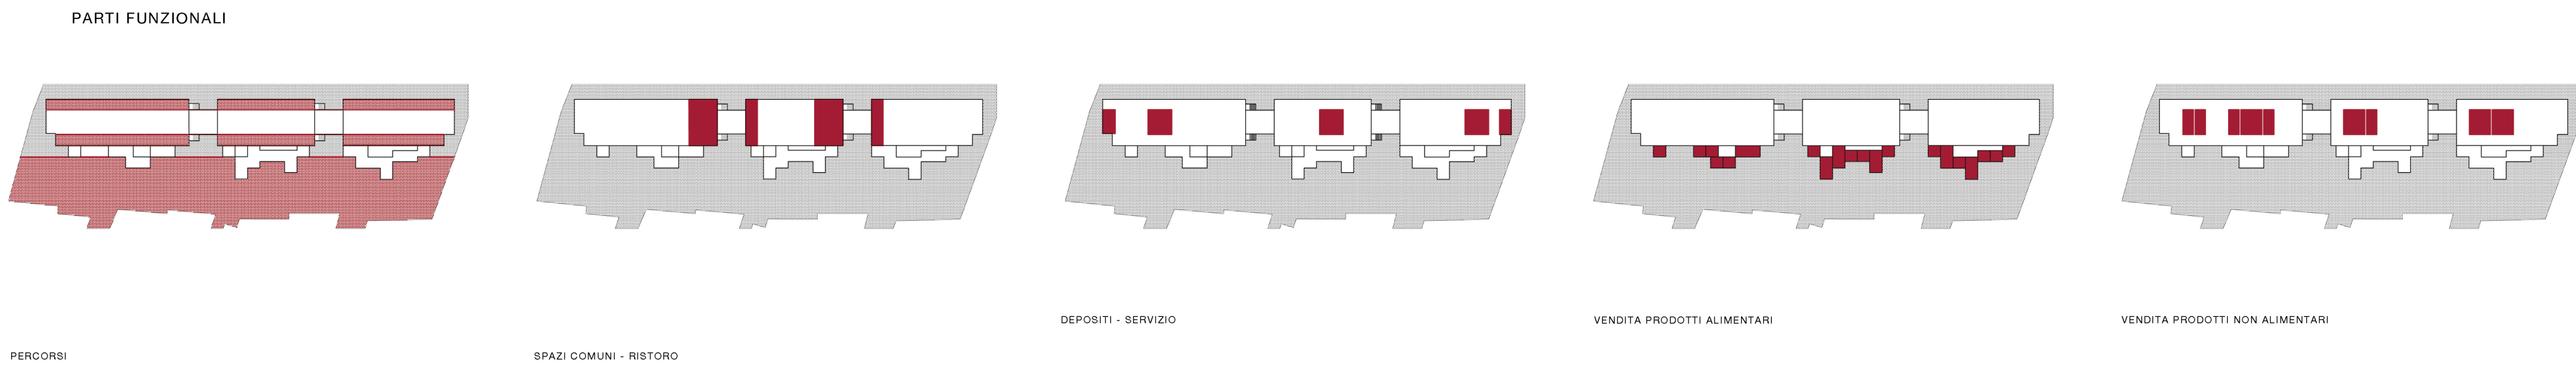 PARTI FUNZIONALI
PERCORSI
SPAZI COMUNI - RISTORO
DEPOSITI - SERVIZIO
VENDITA PRODOTTI ALIMENTARI
VENDITA PRODOTTI NON ALIMENTARI